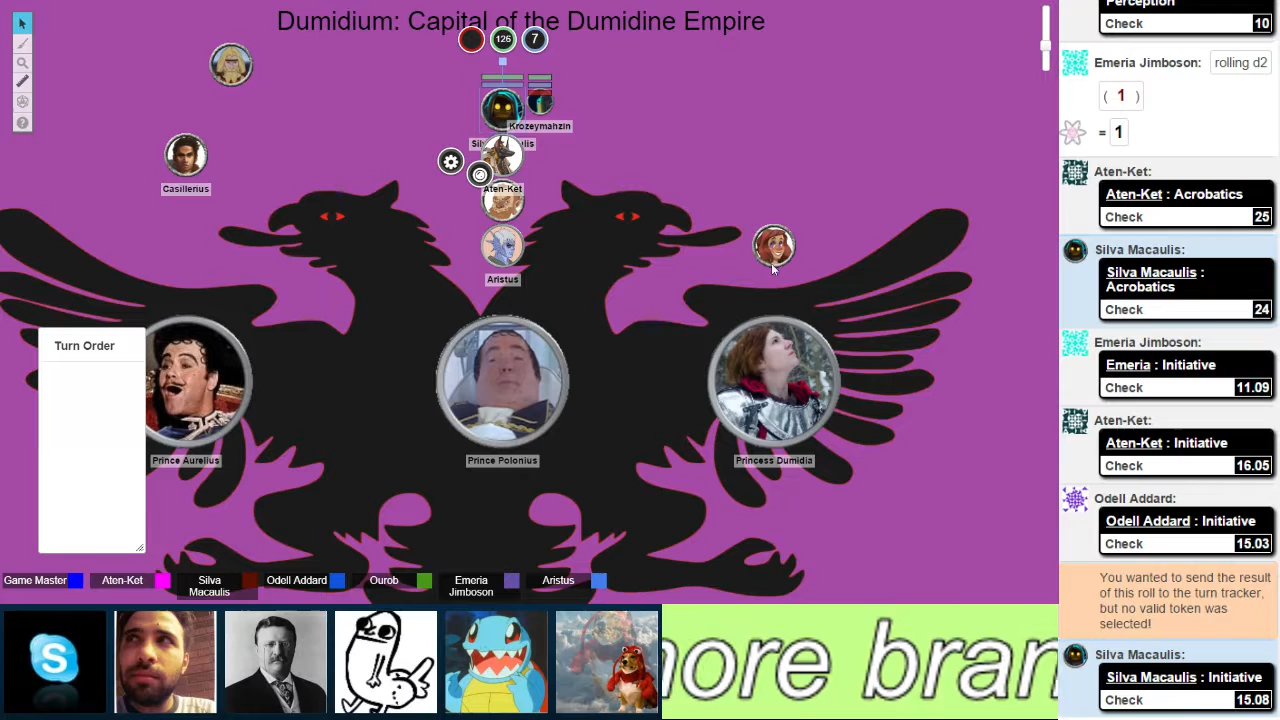 Dumidium: Capital of the Dumidine Empire
126
7
Krozeymahzin
Casillerius
Aten-Ket
Aristus
Turn Order
Prince Aurelius
Prince Polonius
Princess Dumidia
Game Master
Aten-Ket
Silva
Macaulis
Odell Addard
Ourob
Emeria
Jimboson
Aristus
S
more bran
Perception
Check 10
Emeria Jimboson: rolling d2
( 1 )
= 1
Aten-Ket:
Aten-Ket : Acrobatics
Check 25
Silva Macaulis:
Silva Macaulis :
Acrobatics
Check 24
Emeria Jimboson:
Emeria : Initiative
Check 11.09
Aten-Ket:
Aten-Ket : Initiative
Check 16.05
Odell Addard:
Odell Addard : Initiative
Check 15.03
You wanted to send the result
of this roll to the turn tracker,
but no valid token was
selected!
Silva Macaulis:
Silva Macaulis : Initiative
Check 15.08